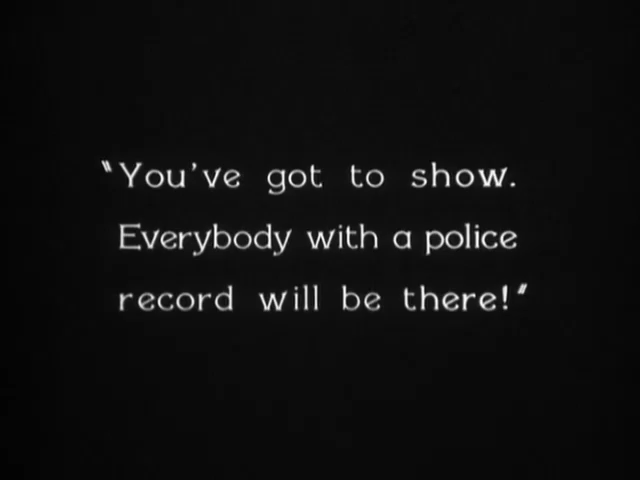 "You've got to show.
Everybody with a police
record will be there!"